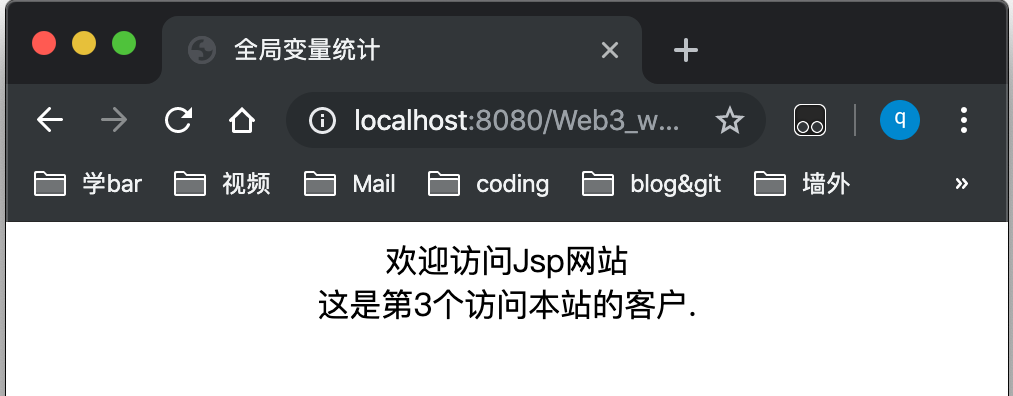 全局变量统计
localhost:8080/Web3_w...
q
学bar 视频 Mail coding blog&git 墙外 »
欢迎访问Jsp网站
这是第3个访问本站的客户.